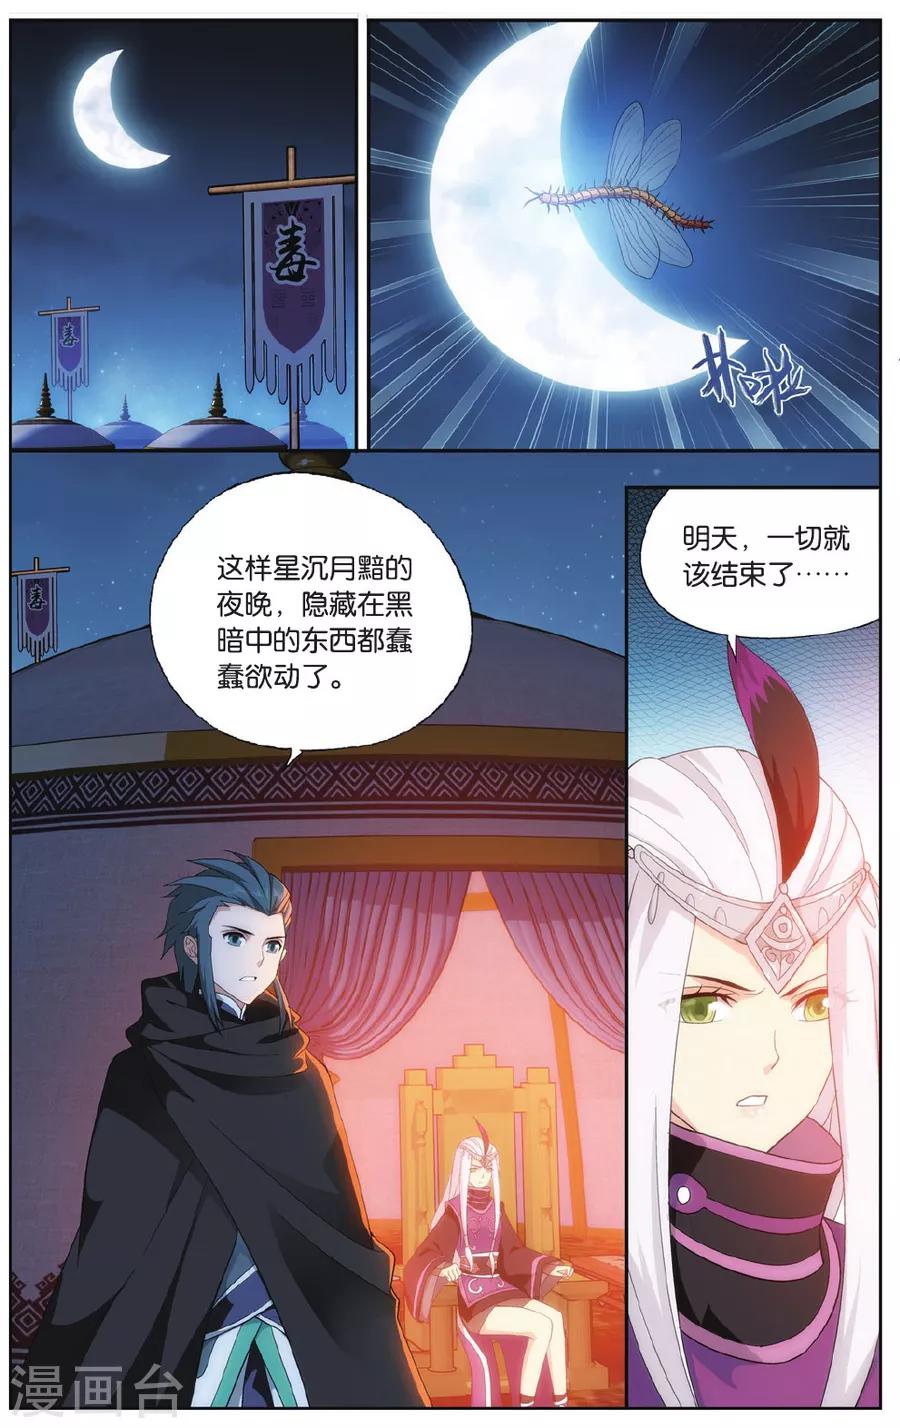 毒
毒
卟啦
这样星沉月黯的
夜晚，隐藏在黑
暗中的东西都蠢
蠢欲动了。
明天，一切就
该结束了……
毒
漫画台